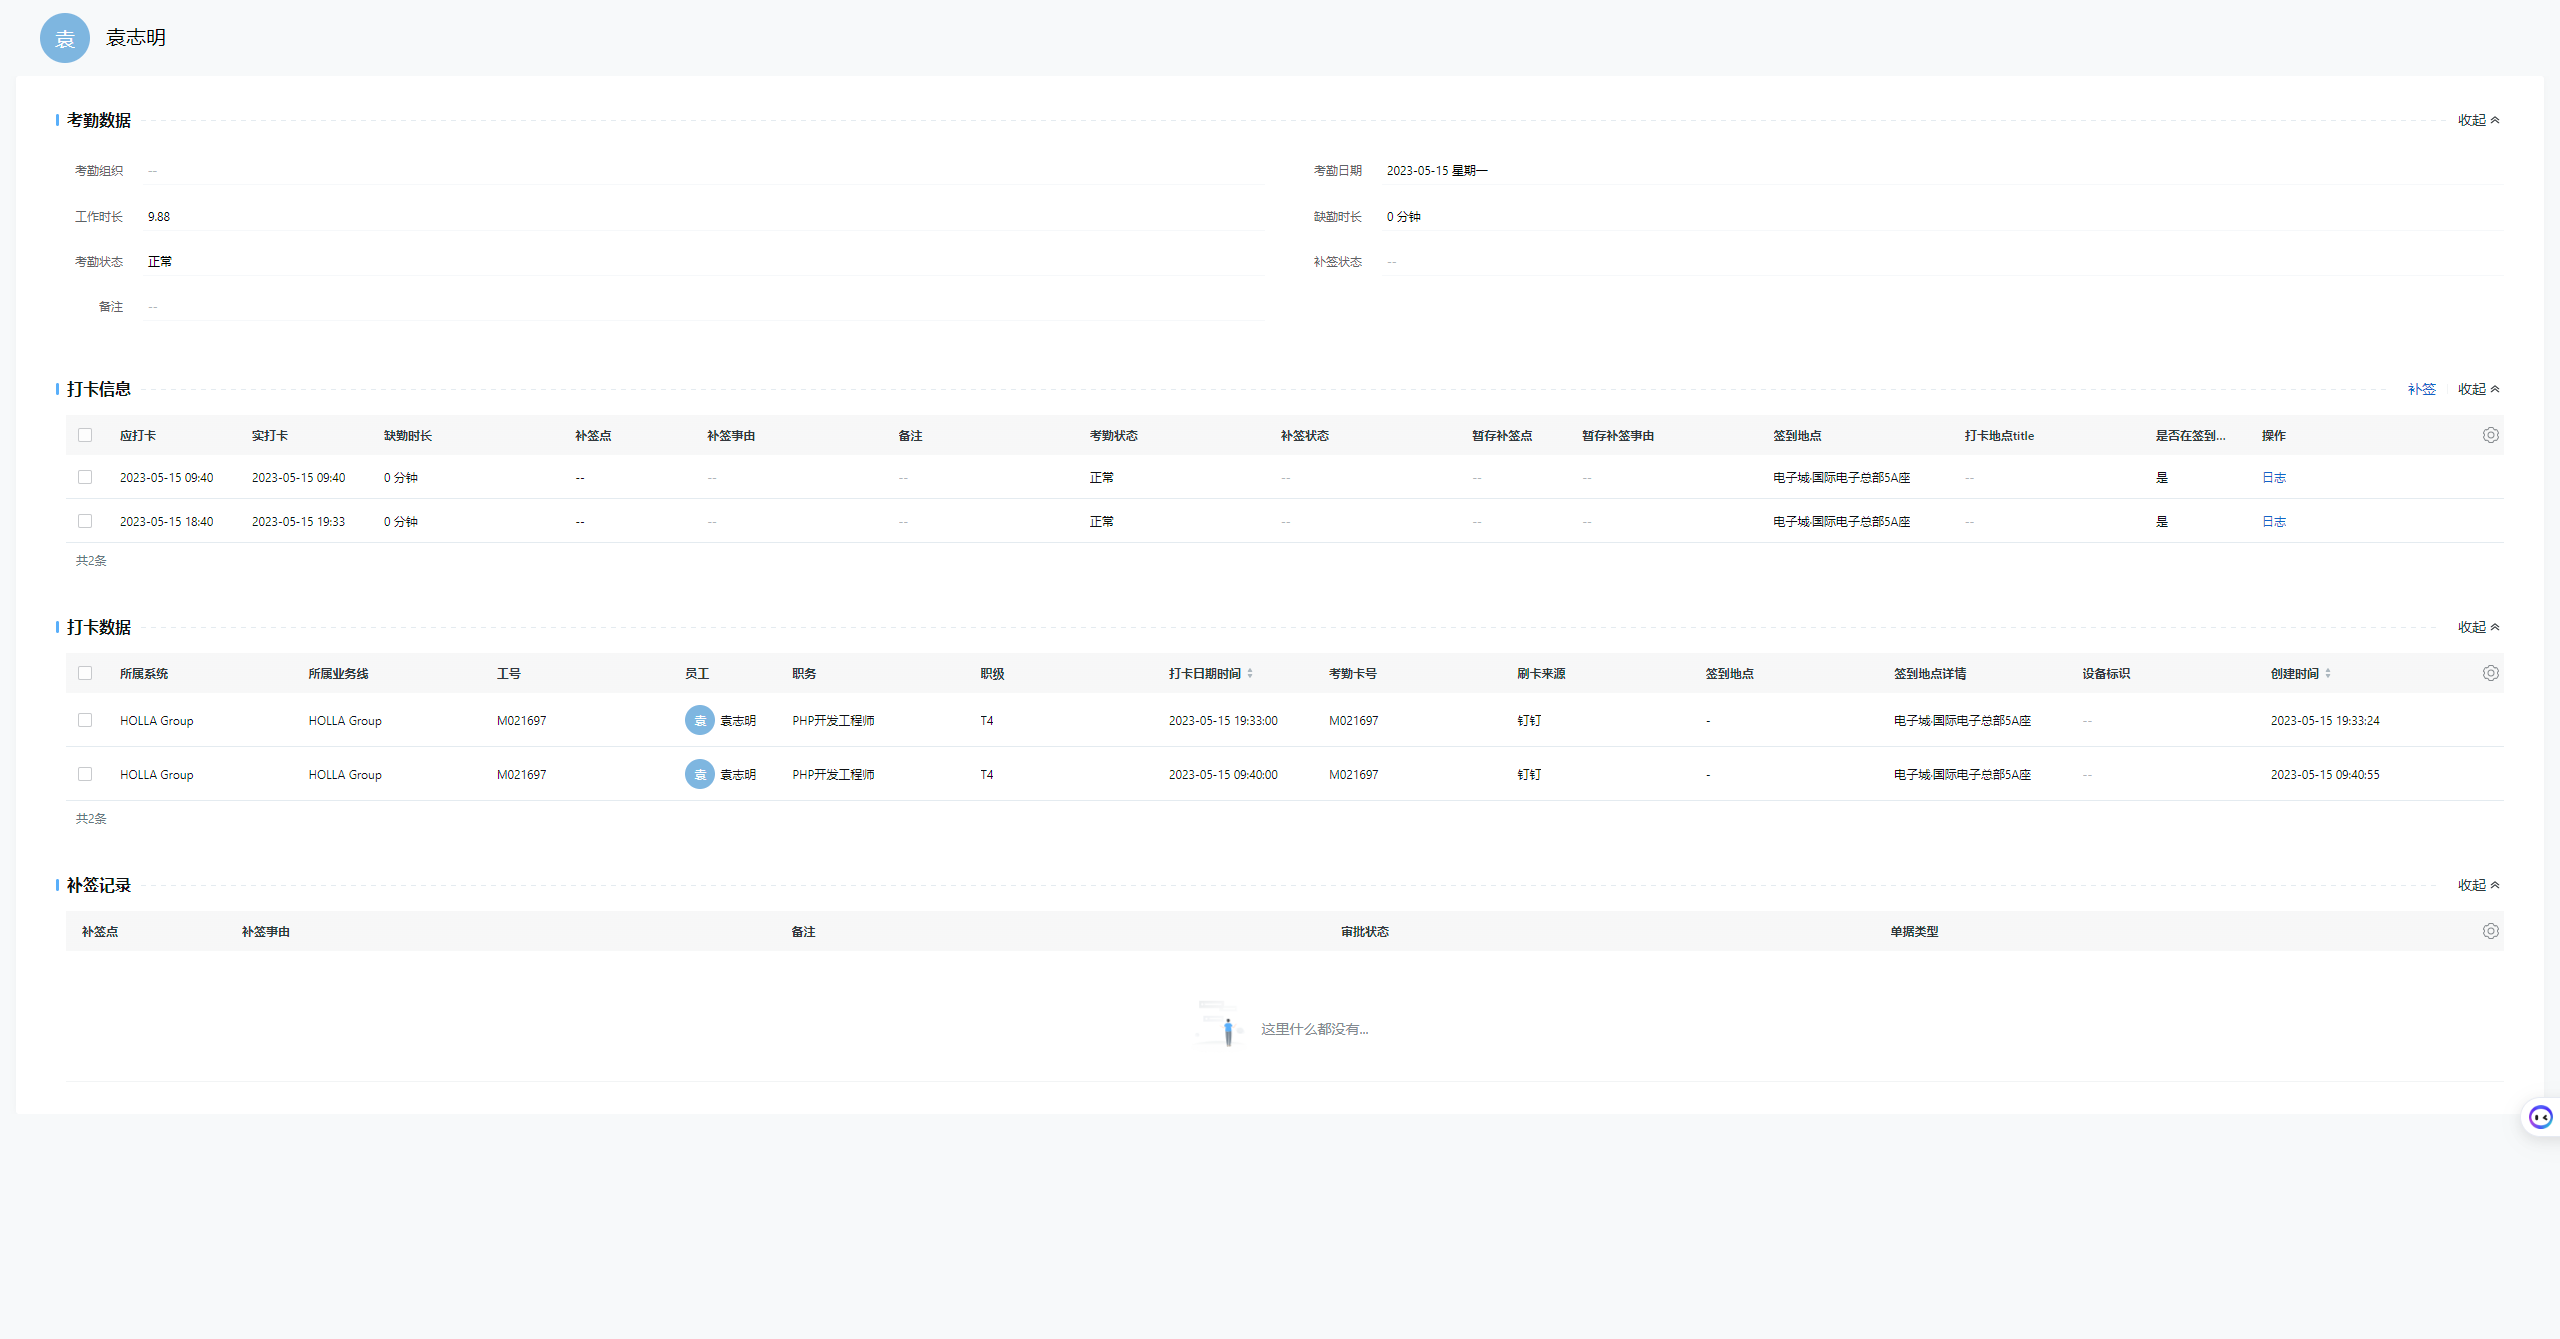 袁 袁志明
考勤数据 收起
考勤组织 -- 考勤日期 2023-05-15 星期一
工作时长 9.88 缺勤时长 0 分钟
考勤状态 正常 补签状态 --
备注 --
打卡信息 补签 收起
应打卡 实打卡 缺勤时长 补签点 补签事由 备注 考勤状态 补签状态 暂存补签点 暂存补签事由 签到地点 打卡地点title 是否在签到... 操作
2023-05-15 09:40 2023-05-15 09:40 0 分钟 -- -- -- 正常 -- -- -- 电子城·国际电子总部5A座 -- 是 日志
2023-05-15 18:40 2023-05-15 19:33 0 分钟 -- -- -- 正常 -- -- -- 电子城·国际电子总部5A座 -- 是 日志
共2条
打卡数据 收起
所属系统 所属业务线 工号 员工 职务 职级 打卡日期时间 考勤卡号 刷卡来源 签到地点 签到地点详情 设备标识 创建时间
HOLLA Group HOLLA Group M021697 袁 袁志明 PHP开发工程师 T4 2023-05-15 19:33:00 M021697 钉钉 - 电子城·国际电子总部5A座 -- 2023-05-15 19:33:24
HOLLA Group HOLLA Group M021697 袁 袁志明 PHP开发工程师 T4 2023-05-15 09:40:00 M021697 钉钉 - 电子城·国际电子总部5A座 -- 2023-05-15 09:40:55
共2条
补签记录 收起
补签点 补签事由 备注 审批状态 单据类型
这里什么都没有...